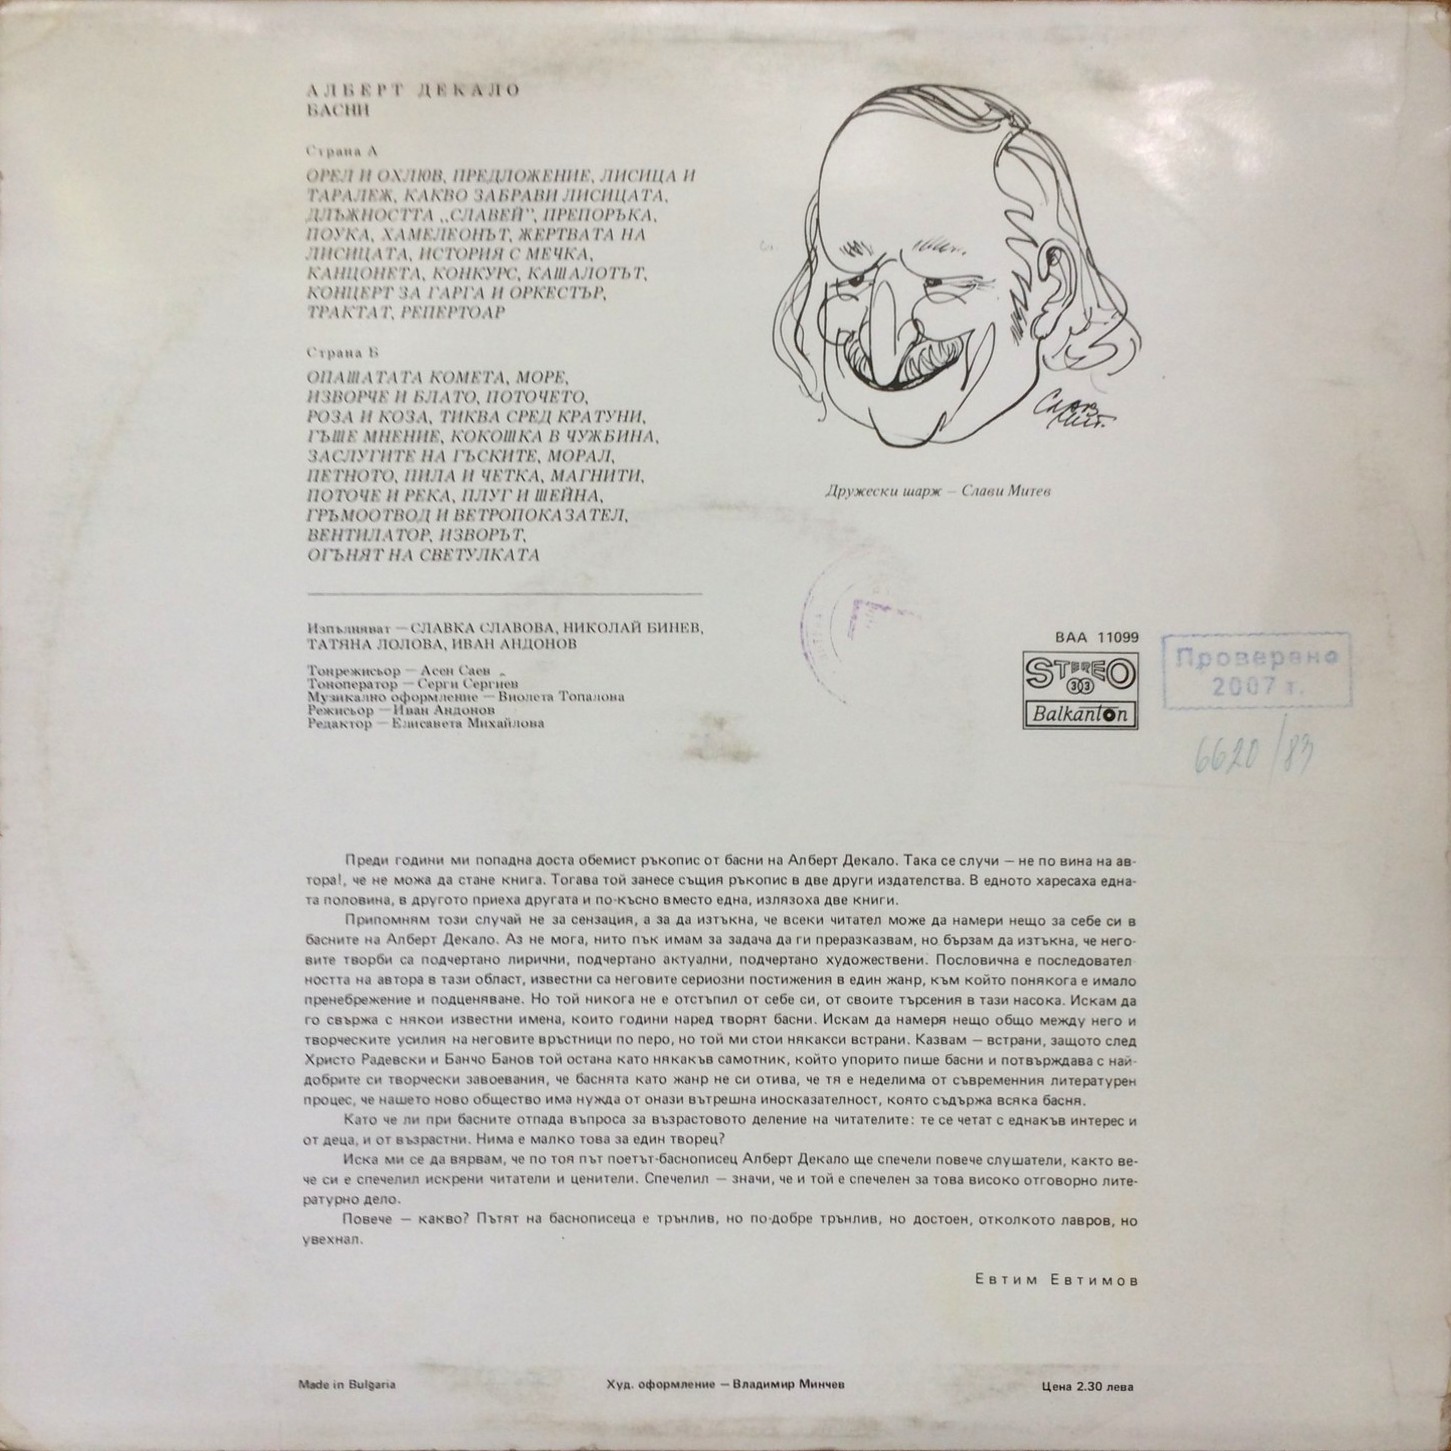 АЛБЕРТ ДЕКАЛО
БАСНИ
Страна А
ОРЕЛ И ОХЛЮВ, ПРЕДЛОЖЕНИЕ, ЛИСИЦА И
ТАРАЛЕЖ, КАКВО ЗАБРАВИ ЛИСИЦАТА,
ДЛЪЖНОСТТА „СЛАВЕЙ", ПРЕПОРЪКА,
ПОУКА, ХАМЕЛЕОНЪТ, ЖЕРТВАТА НА
ЛИСИЦАТА, ИСТОРИЯ С МЕЧКА,
КАНЦОНЕТА, КОНКУРС, КАШАЛОТЪТ,
КОНЦЕРТ ЗА ГАРГА И ОРКЕСТЪР,
ТРАКТАТ, РЕПЕРТОАР
Страна Б
ОПАШАТАТА КОМЕТА, МОРЕ,
ИЗВОРЧЕ И БЛАТО, ПОТОЧЕТО,
РОЗА И КОЗА, ТИКВА СРЕД КРАТУНИ,
ГЪШЕ МНЕНИЕ, КОКОШКА В ЧУЖБИНА,
ЗАСЛУГИТЕ НА ГЪСКИТЕ, МОРАЛ,
ПЕТНОТО, ПИЛА И ЧЕТКА, МАГНИТИ,
ПОТОЧЕ И РЕКА, ПЛУГ И ШЕЙНА,
ГРЪМООТВОД И ВЕТРОПОКАЗАТЕЛ,
ВЕНТИЛАТОР, ИЗВОРЪТ,
ОГЪНЯТ НА СВЕТУЛКАТА
Изпълняват — СЛАВКА СЛАВОВА, НИКОЛАЙ БИНЕВ,
ТАТЯНА ЛОЛОВА, ИВАН АНДОНОВ
Тонрежисьор — Асен Саев
Тоноператор — Серги Сергиев
Музикално оформление — Виолета Топалова
Режисьор — Иван Андонов
Редактор — Елисавета Михайлова
Слав Мит.
Дружески шарж — Слави Митев
ВАА 11099
STEREO
33
Balkanton
Проверено
2007 г.
6620/83
Преди години ми попадна доста обемист ръкопис от басни на Алберт Декало. Така се случи — не по вина на ав-
тора!, че не можа да стане книга. Тогава той занесе същия ръкопис в две други издателства. В едното харесаха една-
та половина, в другото приеха другата и по-късно вместо една, излязоха две книги.
Припомням този случай не за сензация, а за да изтъкна, че всеки читател може да намери нещо за себе си в
басните на Алберт Декало. Аз не мога, нито пък имам за задача да ги преразказвам, но бързам да изтъкна, че него-
вите творби са подчертано лирични, подчертано актуални, подчертано художествени. Пословична е последовател
ността на автора в тази област, известни са неговите сериозни постижения в един жанр, към който понякога е имало
пренебрежение и подценяване. Но той никога не е отстъпил от себе си, от своите търсения в тази насока. Искам да
го свържа с някои известни имена, които години наред творят басни. Искам да намеря нещо общо между него и
творческите усилия на неговите връстници по перо, но той ми стои някакси встрани. Казвам — встрани, защото след
Христо Радевски и Банчо Банов той остана като някакъв самотник, който упорито пише басни и потвърждава с най-
добрите си творчески завоевания, че баснята като жанр не си отива, че тя е неделима от съвременния литературен
процес, че нашето ново общество има нужда от онази вътрешна иносказателност, която съдържа всяка басня.
Като че ли при басните отпада въпроса за възрастовото деление на читателите: те се четат с еднакъв интерес и
от деца, и от възрастни. Нима е малко това за един творец?
Иска ми се да вярвам, че по тоя път поетът-баснописец Алберт Декало ще спечели повече слушатели, както ве-
че си е спечелил искрени читатели и ценители. Спечелил — значи, че и той е спечелен за това високо отговорно лите-
ратурно дело.
Повече — какво? Пътят на баснописеца е трънлив, но по-добре трънлив, но достоен, отколкото лавров, но
увехнал.
Евтим Евтимов
Made in Bulgaria
Худ. оформление — Владимир Минчев
Цена 2.30 лева